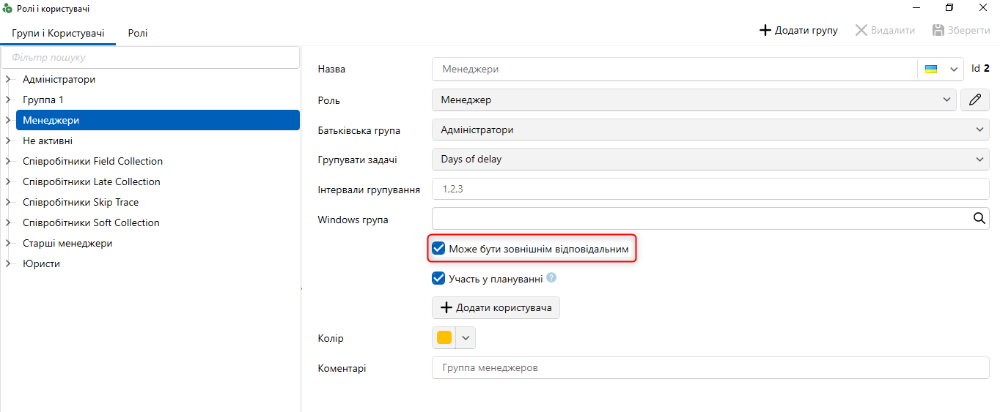 Ролі і користувачі
Групи і Користувачі Ролі
Додати групу Видалити Зберегти
Фільтр пошуку
Адміністратори
Группа 1
Менеджери
Не активні
Співробітники Field Collection
Співробітники Late Collection
Співробітники Skip Trace
Співробітники Soft Collection
Старші менеджери
Юристи
Назва Менеджери Id 2
Роль Менеджер
Батьківська група Адміністратори
Групувати задачі Days of delay
Інтервали групування 1,2,3
Windows група
Може бути зовнішнім відповідальним
Участь у плануванні ?
Додати користувача
Колір
Коментарі Группа менеджеров